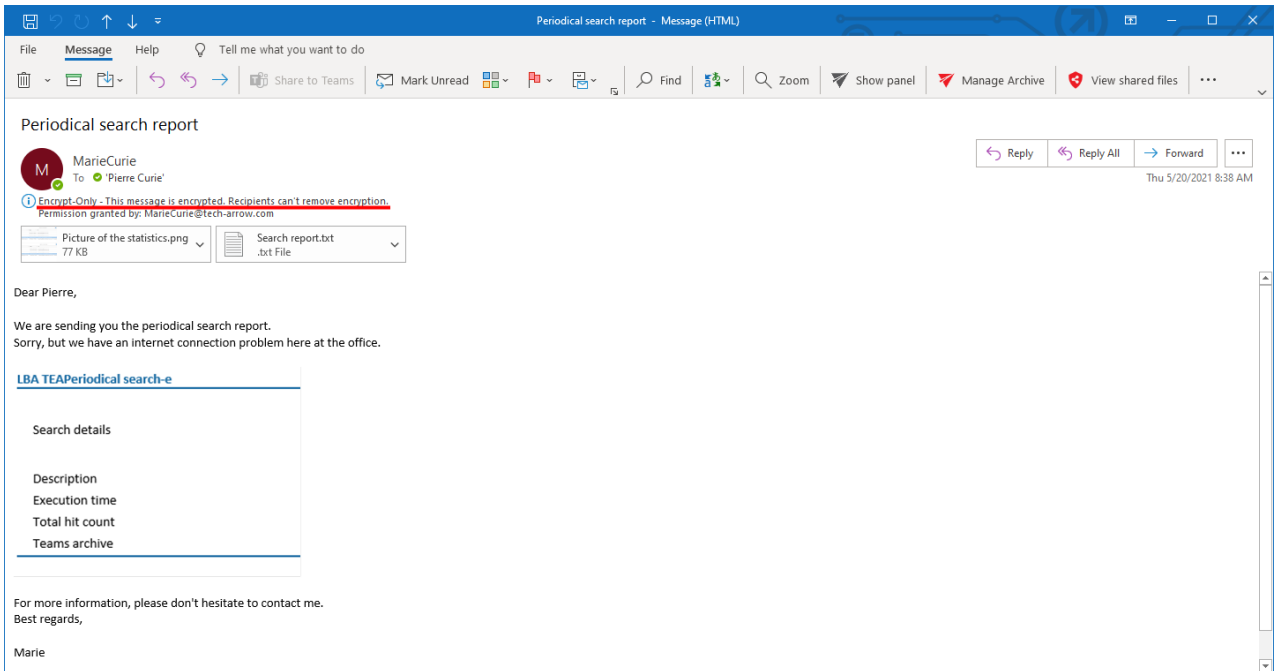 Periodical search report - Message (HTML)
File Message Help Tell me what you want to do
Share to Teams Mark Unread Find Zoom Show panel Manage Archive View shared files
Periodical search report
M
MarieCurie
To 'Pierre Curie'
Reply Reply All Forward
Thu 5/20/2021 8:38 AM
Encrypt-Only - This message is encrypted. Recipients can't remove encryption.
Permission granted by: MarieCurie@tech-arrow.com
Picture of the statistics.png
77 KB
Search report.txt
.txt File
Dear Pierre,
We are sending you the periodical search report.
Sorry, but we have an internet connection problem here at the office.
LBA TEAPeriodical search-e
Search details
Description
Execution time
Total hit count
Teams archive
For more information, please don't hesitate to contact me.
Best regards,
Marie